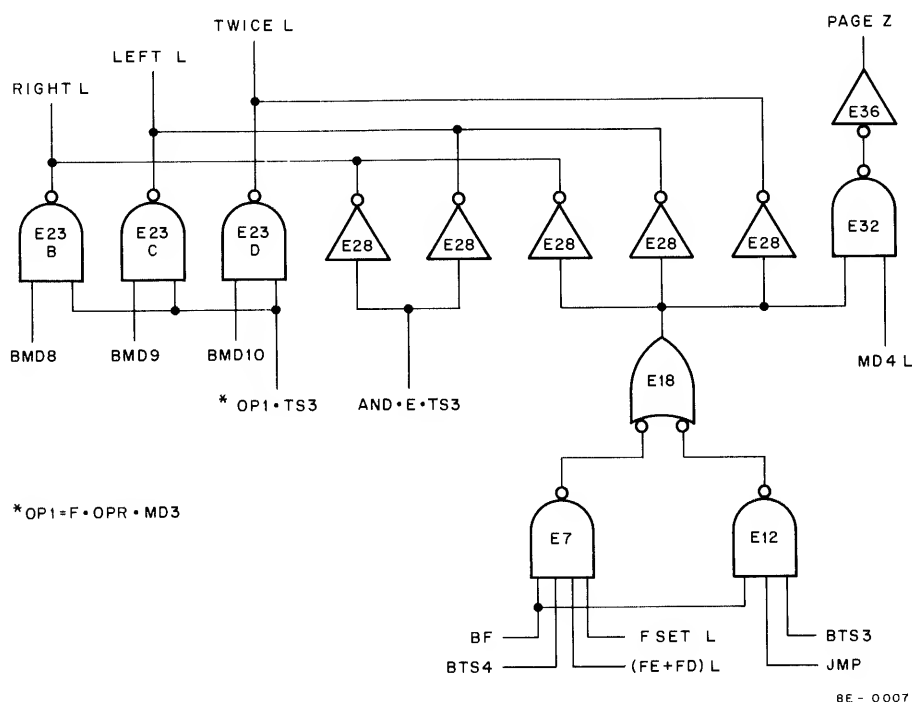 TWICE L
PAGE Z
LEFT L
RIGHT L
E36
E23 B
E23 C
E23 D
E28
E28
E28
E28
E28
E32
BMD8
BMD9
BMD10
* OP1•TS3
AND•E•TS3
MD4 L
E18
*OP1=F•OPR•MD3
E7
E12
BF
F SET L
BTS3
BTS4
(FE+FD) L
JMP
8E-0007